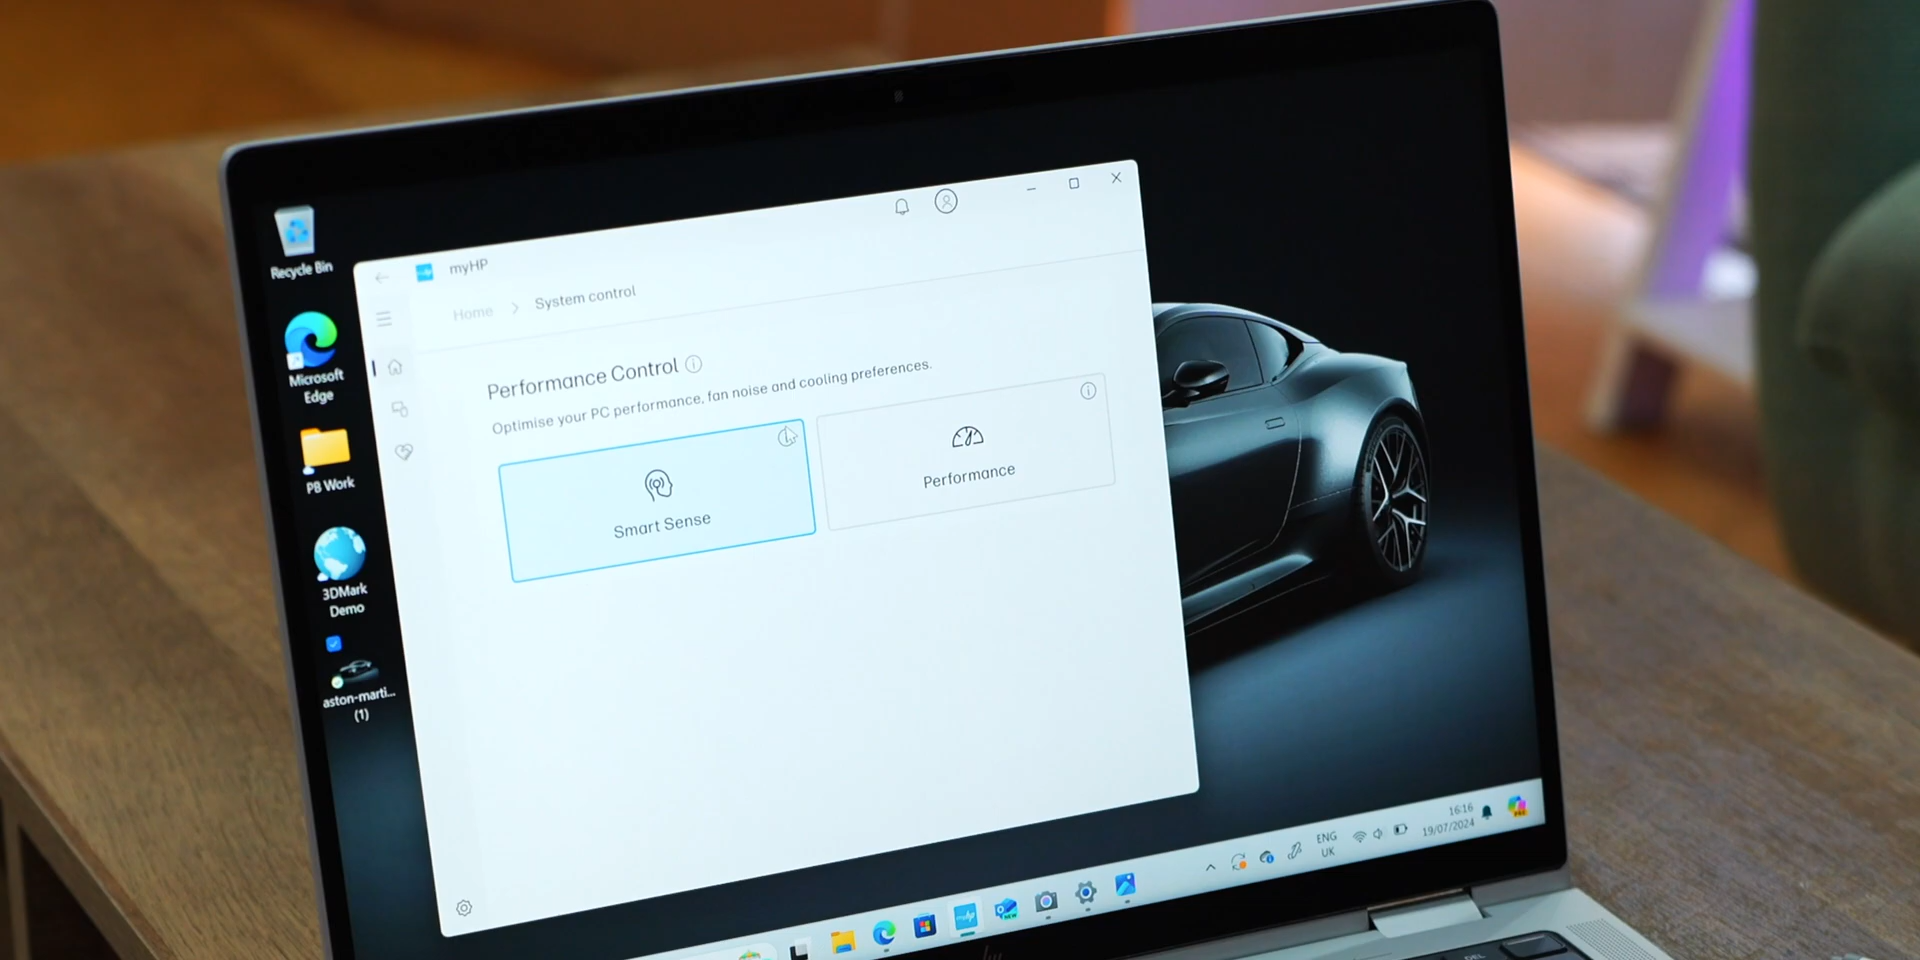 Recycle Bin
Microsoft
Edge
PB Work
3DMark
Demo
aston-marti...
(1)
myHP
Home > System control
Performance Control
Optimise your PC performance, fan noise and cooling preferences.
Smart Sense
Performance
ENG
UK
16:16
19/07/2024